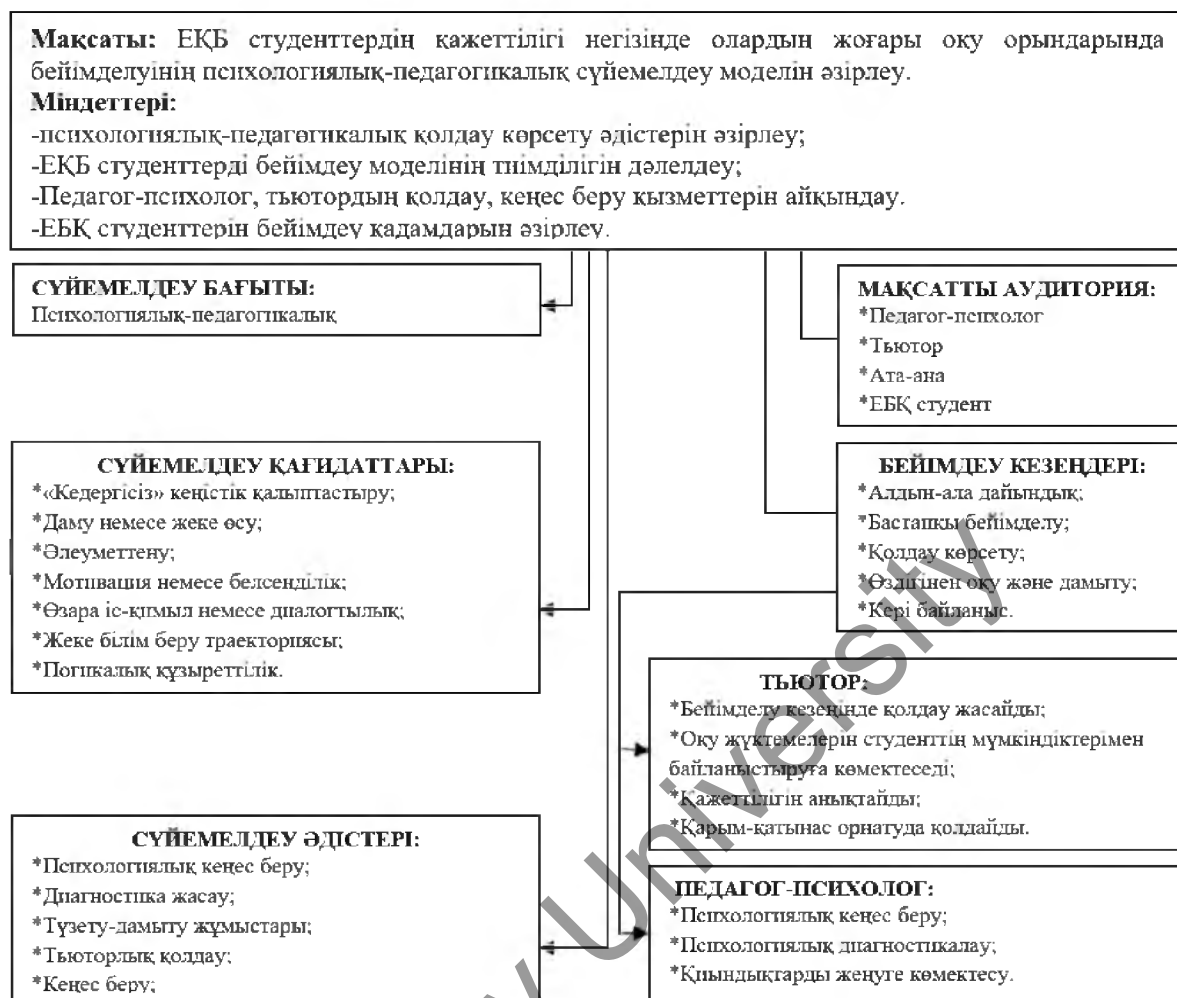 Мақсаты: ЕҚБ студенттердің қажеттілігі негізінде олардың жоғары оқу орындарында
бейімделуінің психологиялық-педагогикалық сүйемелдеу моделін әзірлеу.
Міндеттері:
-психологиялық-педагогикалық қолдау көрсету әдістерін әзірлеу;
-ЕҚБ студенттерді бейімдеу моделінің тиімділігін дәлелдеу;
-Педагог-психолог, тьютордың қолдау, кеңес беру қызметтерін айқындау.
-ЕБҚ студенттерін бейімдеу қадамдарын әзірлеу.
СҮЙЕМЕЛДЕУ БАҒЫТЫ:
Психологиялық-педагогикалық
МАҚСАТТЫ АУДИТОРИЯ:
*Педагог-психолог
*Тьютор
*Ата-ана
*ЕБҚ студент
СҮЙЕМЕЛДЕУ ҚАҒИДАТТАРЫ:
*«Кедергісіз» кеңістік қалыптастыру;
*Даму немесе жеке өсу;
*Әлеуметтену;
*Мотивация немесе белсенділік;
*Өзара іс-қимыл немесе диалогтылық;
*Жеке білім беру траекториясы;
*Погикалық құзыреттілік.
БЕЙІМДЕУ КЕЗЕҢДЕРІ:
*Алдын-ала дайындық;
*Бастапқы бейімделу;
*Қолдау көрсету;
*Өздігінен оқу және дамыту;
*Кері байланыс.
ТЬЮТОР:
*Бейімделу кезеңінде қолдау жасайды;
*Оқу жүктемелерін студенттің мүмкіндіктерімен
байланыстыруға көмектеседі;
*Қажеттілігін анықтайды;
*Қарым-қатынас орнатуда қолдайды.
СҮЙЕМЕЛДЕУ ӘДІСТЕРІ:
*Психологиялық кеңес беру;
*Диагностика жасау;
*Түзету-дамыту жұмыстары;
*Тьюторлық қолдау;
*Кеңес беру;
ПЕДАГОГ-ПСИХОЛОГ:
*Психологиялық кеңес беру;
*Психологиялық диагностикалау;
*Қиындықтарды жеңуге көмектесу.
y University